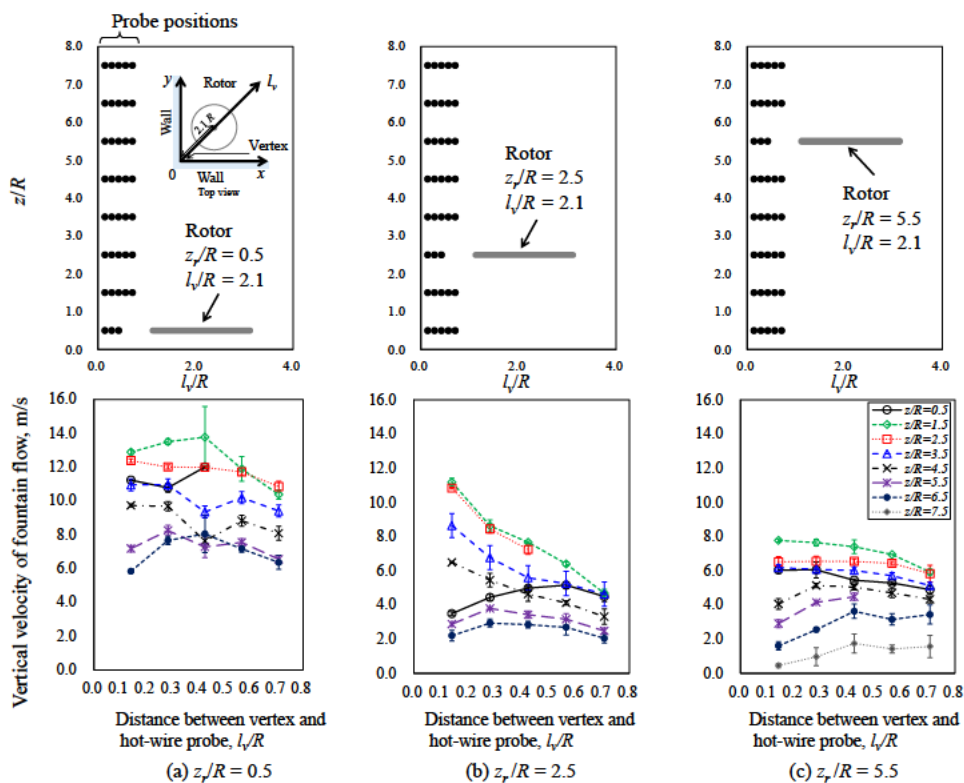 Probe positions
8.0
7.0
6.0
5.0
4.0
3.0
2.0
1.0
0.0
z/R
y
Rotor
l_v
2.1 R
Wall
Vertex
0
Wall
x
Top view
Rotor
z_r/R = 0.5
l_v/R = 2.1
0.0
2.0
4.0
l_v/R
8.0
7.0
6.0
5.0
4.0
3.0
2.0
1.0
0.0
Rotor
z_r/R = 2.5
l_v/R = 2.1
0.0
2.0
4.0
l_v/R
8.0
7.0
6.0
5.0
4.0
3.0
2.0
1.0
0.0
Rotor
z_r/R = 5.5
l_v/R = 2.1
0.0
2.0
4.0
l_v/R
Vertical velocity of fountain flow, m/s
16.0
14.0
12.0
10.0
8.0
6.0
4.0
2.0
0.0
0.0 0.1 0.2 0.3 0.4 0.5 0.6 0.7 0.8
Distance between vertex and
hot-wire probe, l_v/R
(a) z_r/R = 0.5
16.0
14.0
12.0
10.0
8.0
6.0
4.0
2.0
0.0
0.0 0.1 0.2 0.3 0.4 0.5 0.6 0.7 0.8
Distance between vertex and
hot-wire probe, l_v/R
(b) z_r/R = 2.5
16.0
14.0
12.0
10.0
8.0
6.0
4.0
2.0
0.0
z/R=0.5
z/R=1.5
z/R=2.5
z/R=3.5
z/R=4.5
z/R=5.5
z/R=6.5
z/R=7.5
0.0 0.1 0.2 0.3 0.4 0.5 0.6 0.7 0.8
Distance between vertex and
hot-wire probe, l_v/R
(c) z_r/R = 5.5